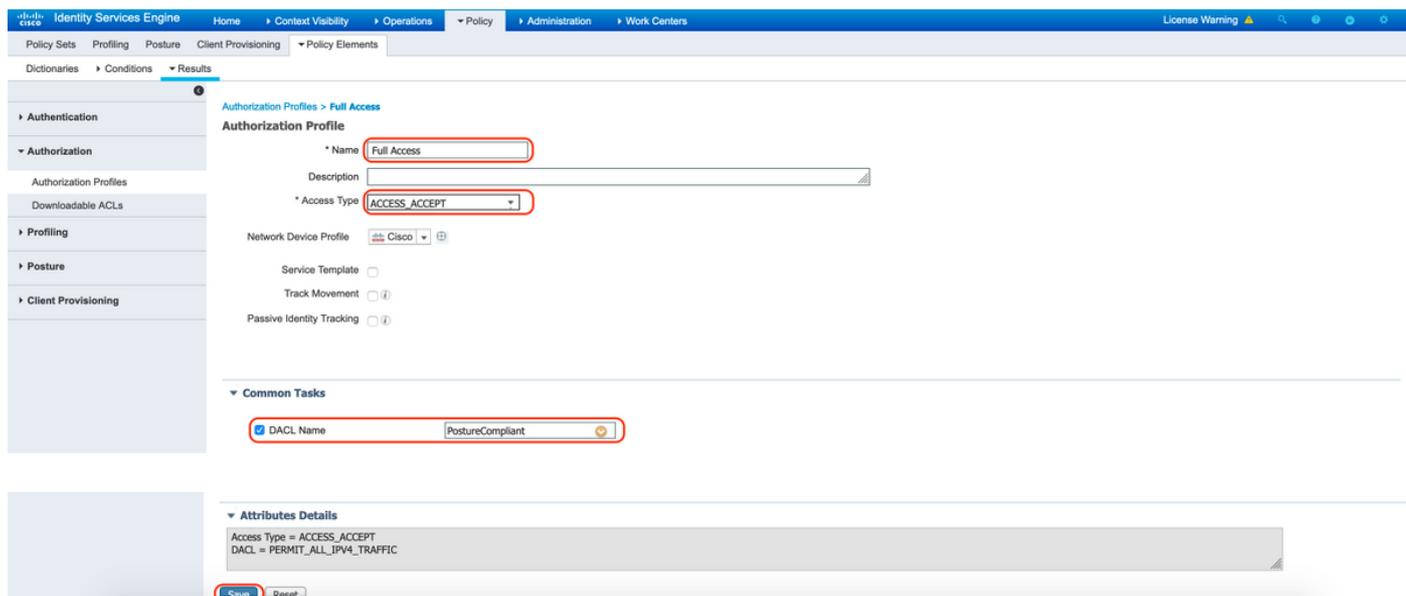 cisco Identity Services Engine Home Context Visibility Operations Policy Administration Work Centers License Warning
Policy Sets Profiling Posture Client Provisioning Policy Elements
Dictionaries Conditions Results
Authentication
Authorization
Authorization Profiles
Downloadable ACLs
Profiling
Posture
Client Provisioning
Authorization Profiles > Full Access
Authorization Profile
* Name Full Access
Description
* Access Type ACCESS_ACCEPT
Network Device Profile Cisco
Service Template
Track Movement
Passive Identity Tracking
Common Tasks
DACL Name PostureCompliant
Attributes Details
Access Type = ACCESS_ACCEPT
DACL = PERMIT_ALL_IPV4_TRAFFIC
Save Reset